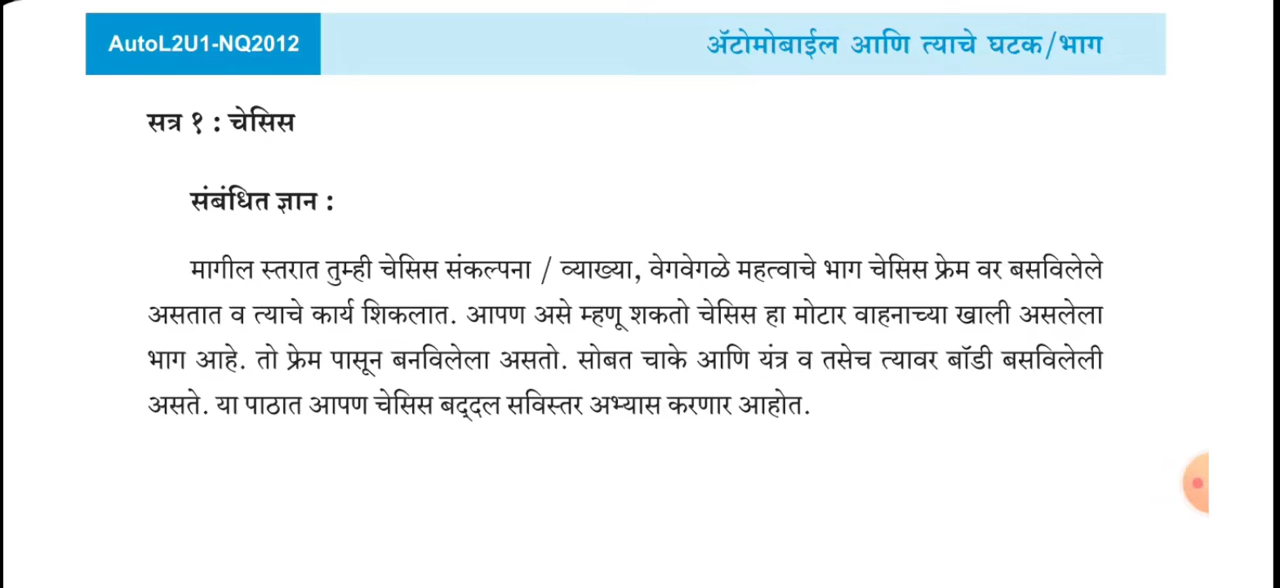 AutoL2U1-NQ2012
ॲटोमोबाईल आणि त्याचे घटक/भाग
सत्र १ : चेसिस
संबंधित ज्ञान :
मागील स्तरात तुम्ही चेसिस संकल्पना / व्याख्या, वेगवेगळे महत्वाचे भाग चेसिस फ्रेम वर बसविलेले
असतात व त्याचे कार्य शिकलात. आपण असे म्हणू शकतो चेसिस हा मोटार वाहनाच्या खाली असलेला
भाग आहे. तो फ्रेम पासून बनविलेला असतो. सोबत चाके आणि यंत्र व तसेच त्यावर बॉडी बसविलेली
असते. या पाठात आपण चेसिस बद्‌दल सविस्तर अभ्यास करणार आहोत.